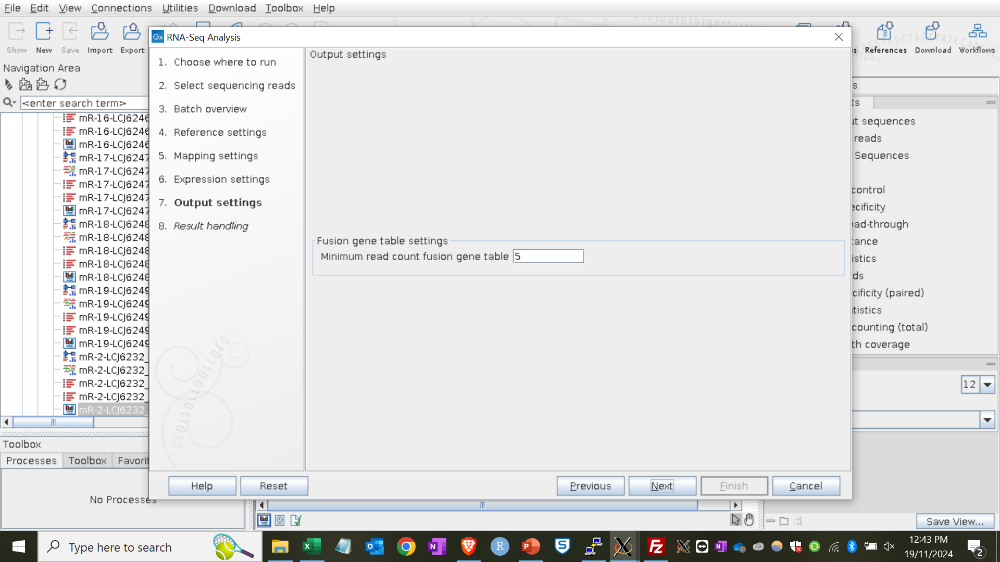 File Edit View Connections Utilities Download Toolbox Help
Show New Save Import Export
References Download Workflows
Gx RNA-Seq Analysis
Navigation Area
<enter search term>
mR-16-LCJ6246
mR-16-LCJ6246
mR-16-LCJ6246
mR-17-LCJ6247
mR-17-LCJ6247
mR-17-LCJ6247
mR-17-LCJ6247
mR-17-LCJ6247
mR-18-LCJ6248
mR-18-LCJ6248
mR-18-LCJ6248
mR-18-LCJ6248
mR-18-LCJ6248
mR-19-LCJ6249
mR-19-LCJ6249
mR-19-LCJ6249
mR-19-LCJ6249
mR-19-LCJ6249
mR-2-LCJ6232_
mR-2-LCJ6232_
mR-2-LCJ6232_
mR-2-LCJ6232_
mR-2-LCJ6232_
Toolbox
Processes Toolbox Favorit
No Processes
1. Choose where to run
2. Select sequencing reads
3. Batch overview
4. Reference settings
5. Mapping settings
6. Expression settings
7. Output settings
8. Result handling
Output settings
Fusion gene table settings
Minimum read count fusion gene table 5
Help Reset Previous Next Finish Cancel
s
ts
ut sequences
reads
Sequences
control
ecificity
ead-through
tance
istics
ds
cificity (paired)
tistics
counting (total)
th coverage
12
Save View...
Type here to search
12:43 PM
19/11/2024
2